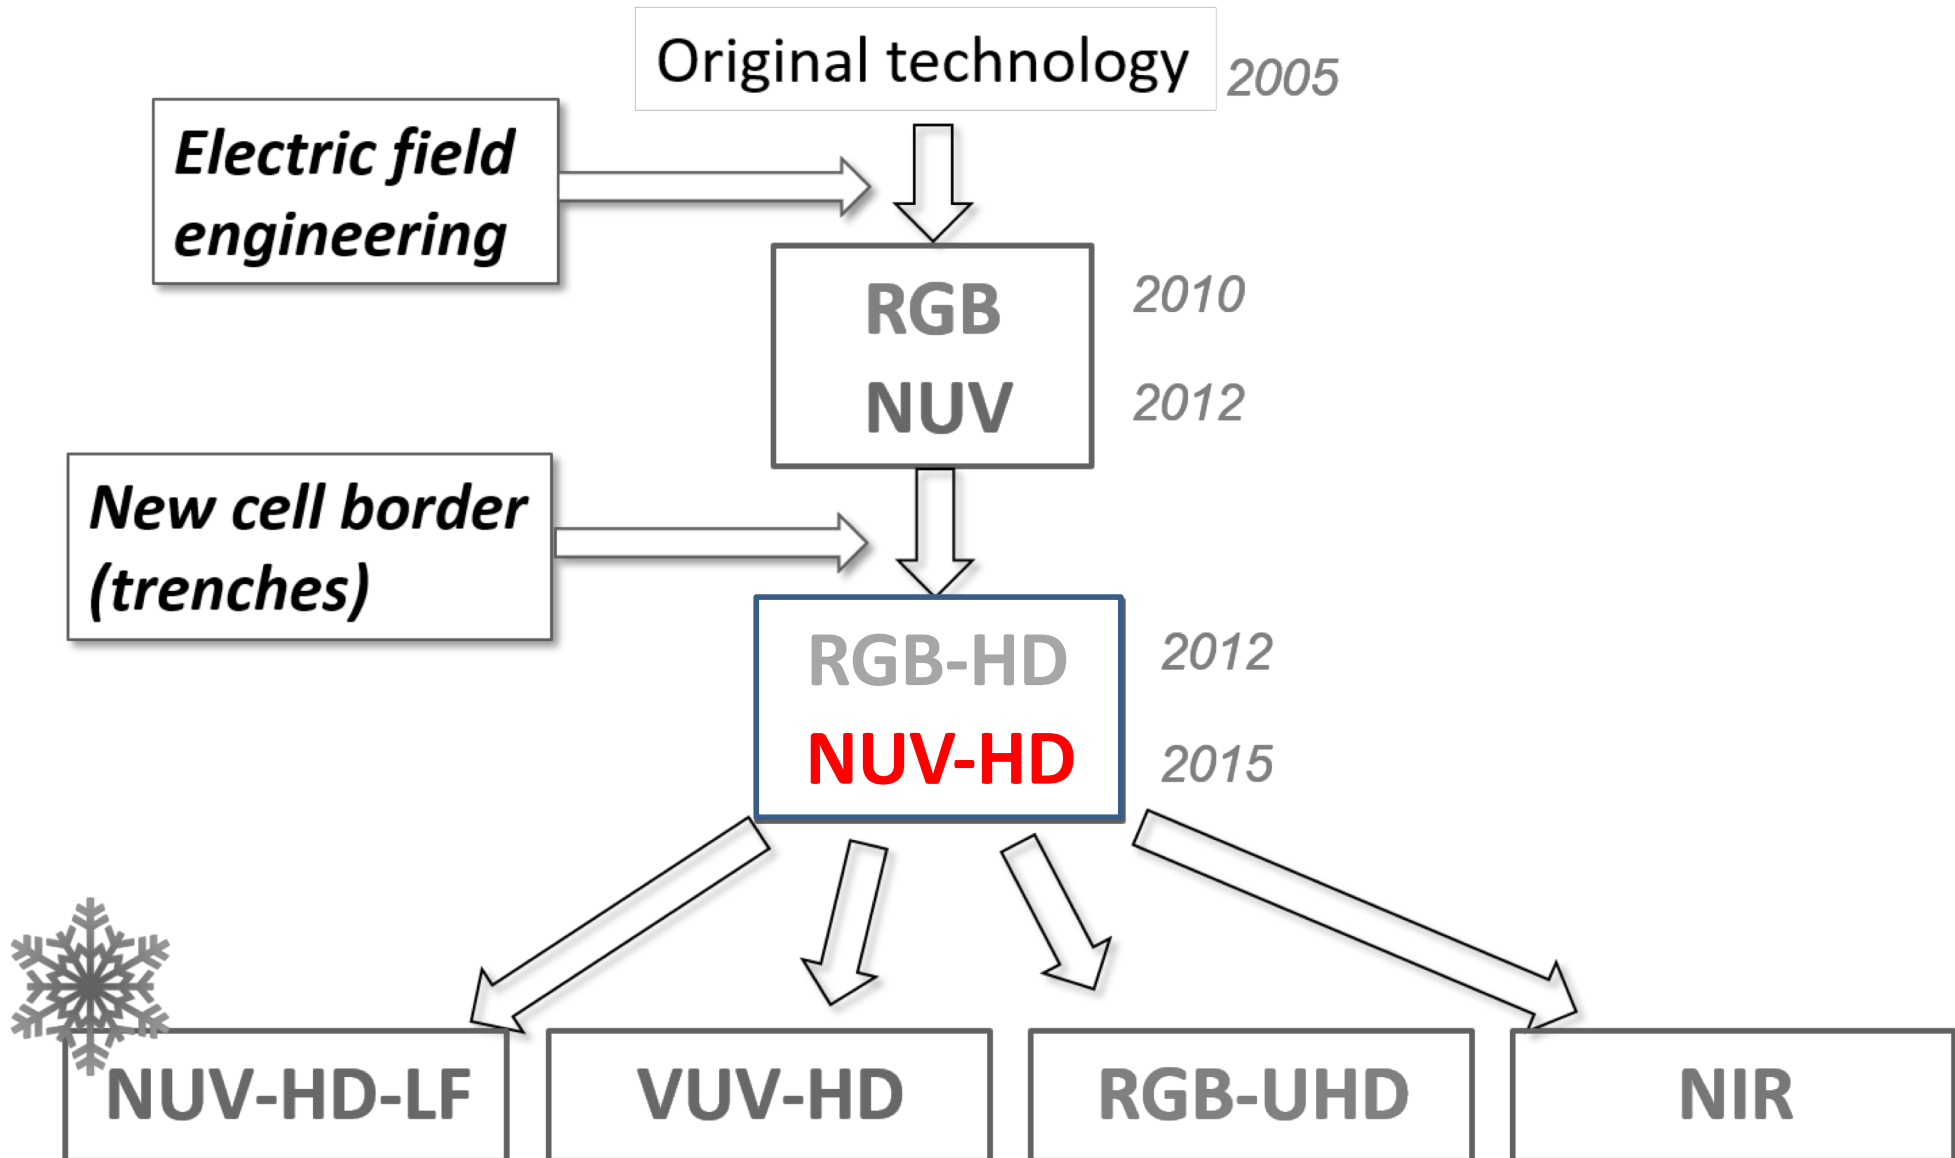 Original technology 2005
Electric field
engineering
RGB 2010
NUV 2012
New cell border
(trenches)
RGB-HD 2012
NUV-HD 2015
NUV-HD-LF VUV-HD RGB-UHD NIR